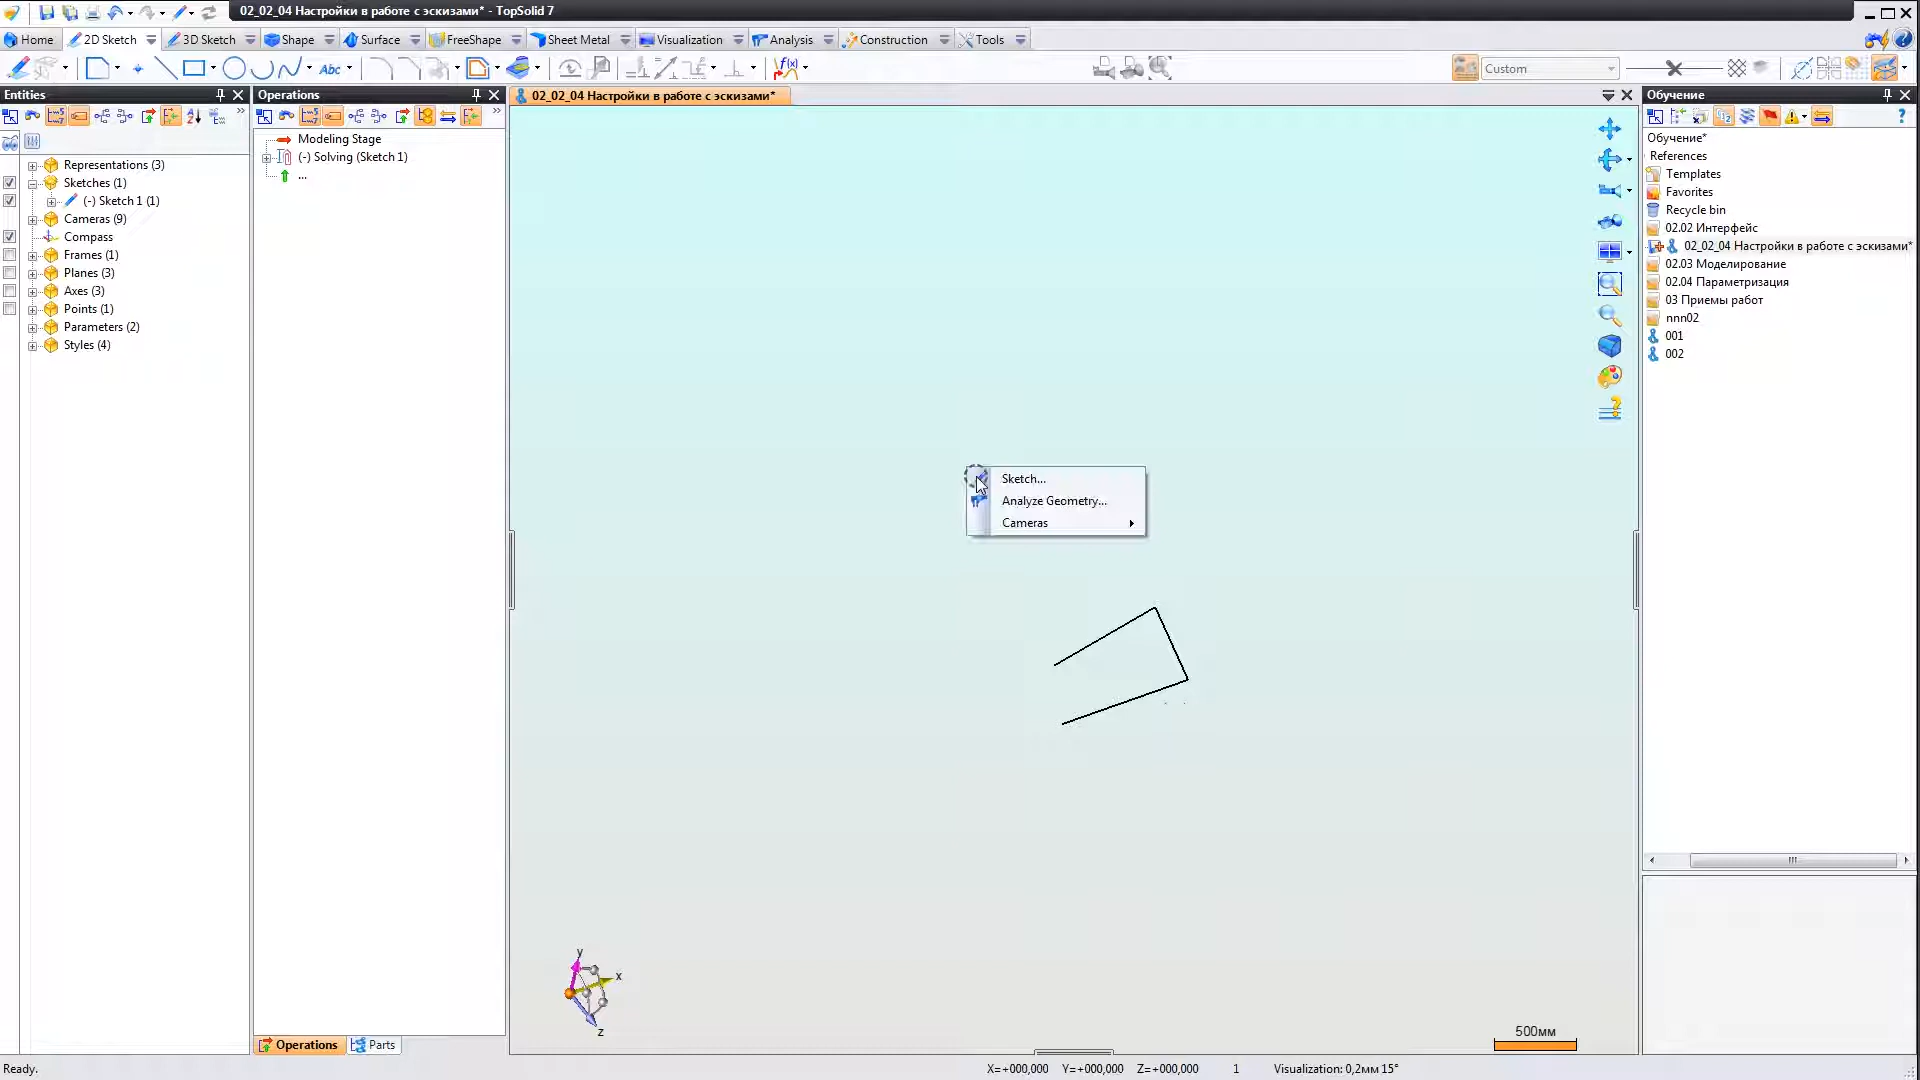 02_02_04 Настройки в работе с эскизами* - TopSolid 7
Home 2D Sketch 3D Sketch Shape Surface FreeShape Sheet Metal Visualization Analysis Construction Tools
Abc Custom
Entities
Representations (3)
Sketches (1)
(-) Sketch 1 (1)
Cameras (9)
Compass
Frames (1)
Planes (3)
Axes (3)
Points (1)
Parameters (2)
Styles (4)
Operations
Modeling Stage
(-) Solving (Sketch 1)
...
Operations Parts
02_02_04 Настройки в работе с эскизами*
Sketch...
Analyze Geometry...
Cameras
y
x
z
500мм
Обучение
Обучение*
References
Templates
Favorites
Recycle bin
02.02 Интерфейс
02_02_04 Настройки в работе с эскизами*
02.03 Моделирование
02.04 Параметризация
03 Приемы работ
nnn02
001
002
Ready. X=+000,000 Y=+000,000 Z=+000,000 1 Visualization: 0,2мм 15°